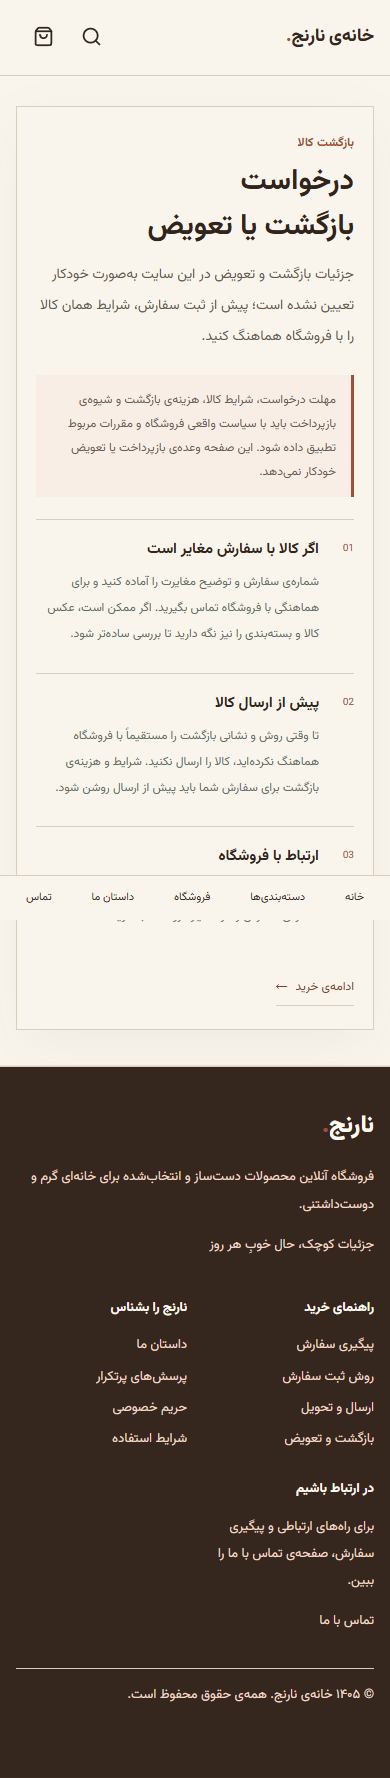 خانه‌ی نارنج.
بازگشت کالا
درخواست
بازگشت یا تعویض
جزئیات بازگشت و تعویض در این سایت به‌صورت خودکار
تعیین نشده است؛ پیش از ثبت سفارش، شرایط همان کالا
را با فروشگاه هماهنگ کنید.
مهلت درخواست، شرایط کالا، هزینه‌ی بازگشت و شیوه‌ی
بازپرداخت باید با سیاست واقعی فروشگاه و مقررات مربوط
تطبیق داده شود. این صفحه وعده‌ی بازپرداخت یا تعویض
خودکار نمی‌دهد.
01
اگر کالا با سفارش مغایر است
شماره‌ی سفارش و توضیح مغایرت را آماده کنید و برای
هماهنگی با فروشگاه تماس بگیرید. اگر ممکن است، عکس
کالا و بسته‌بندی را نیز نگه دارید تا بررسی ساده‌تر شود.
02
پیش از ارسال کالا
تا وقتی روش و نشانی بازگشت را مستقیماً با فروشگاه
هماهنگ نکرده‌اید، کالا را ارسال نکنید. شرایط و هزینه‌ی
بازگشت برای سفارش شما باید پیش از ارسال روشن شود.
03
ارتباط با فروشگاه
خانه
دسته‌بندی‌ها
فروشگاه
داستان ما
تماس
ادامه‌ی خرید ←
نارنج.
فروشگاه آنلاین محصولات دست‌ساز و انتخاب‌شده برای خانه‌ای گرم و
دوست‌داشتنی.
جزئیات کوچک، حال خوبِ هر روز
راهنمای خرید
پیگیری سفارش
روش ثبت سفارش
ارسال و تحویل
بازگشت و تعویض
نارنج را بشناس
داستان ما
پرسش‌های پرتکرار
حریم خصوصی
شرایط استفاده
در ارتباط باشیم
برای راه‌های ارتباطی و پیگیری
سفارش، صفحه‌ی تماس با ما را
ببین.
تماس با ما
© ۱۴۰۵ خانه‌ی نارنج. همه‌ی حقوق محفوظ است.